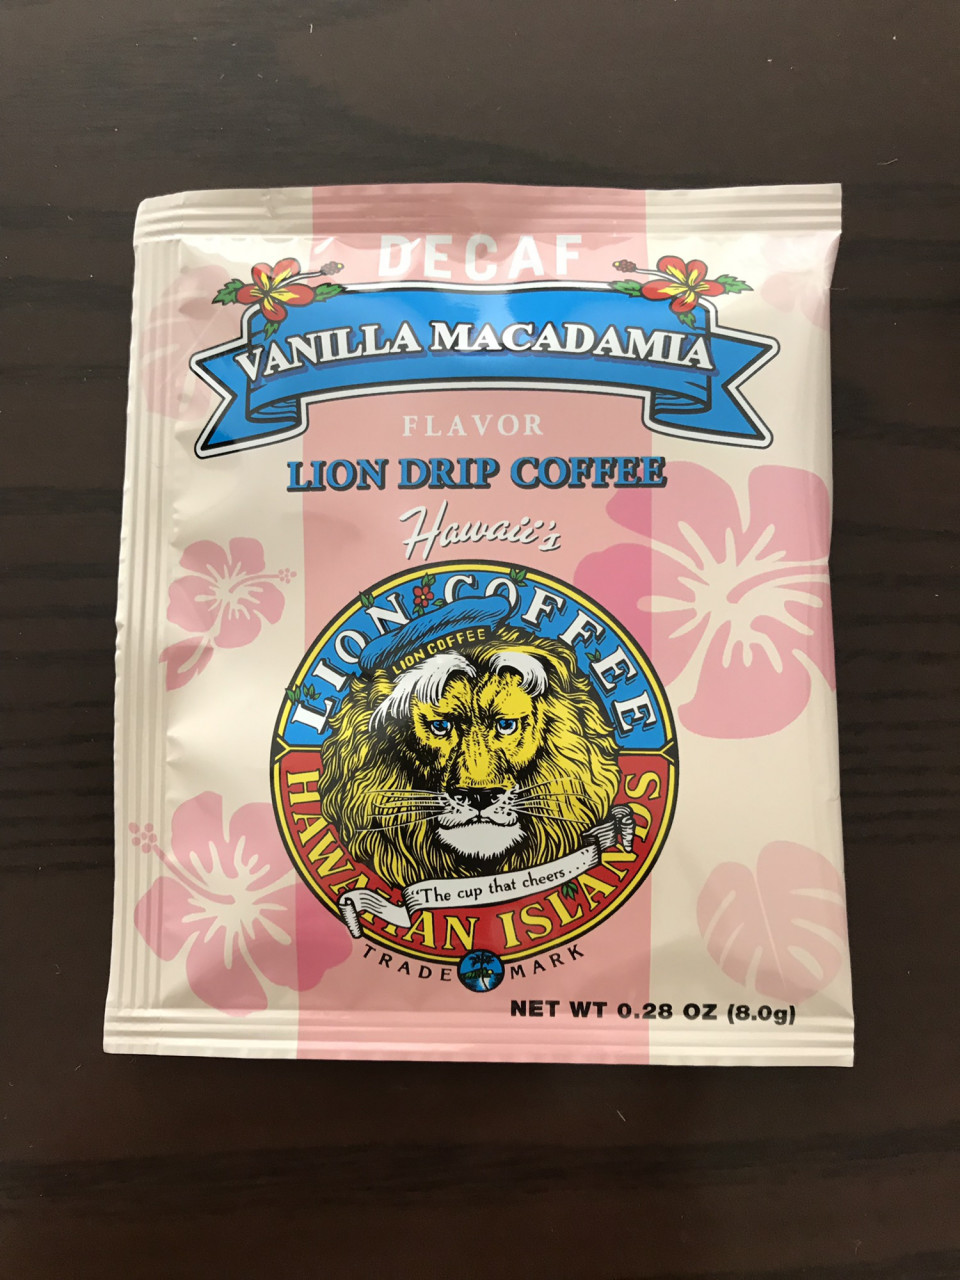 DECAF
VANILLA MACADAMIA
FLAVOR
LION DRIP COFFEE
Hawaii's
LION COFFEE
LION COFFEE
HAWAIIAN ISLANDS
"The cup that cheers...
TRADE MARK
NET WT 0.28 OZ (8.0g)